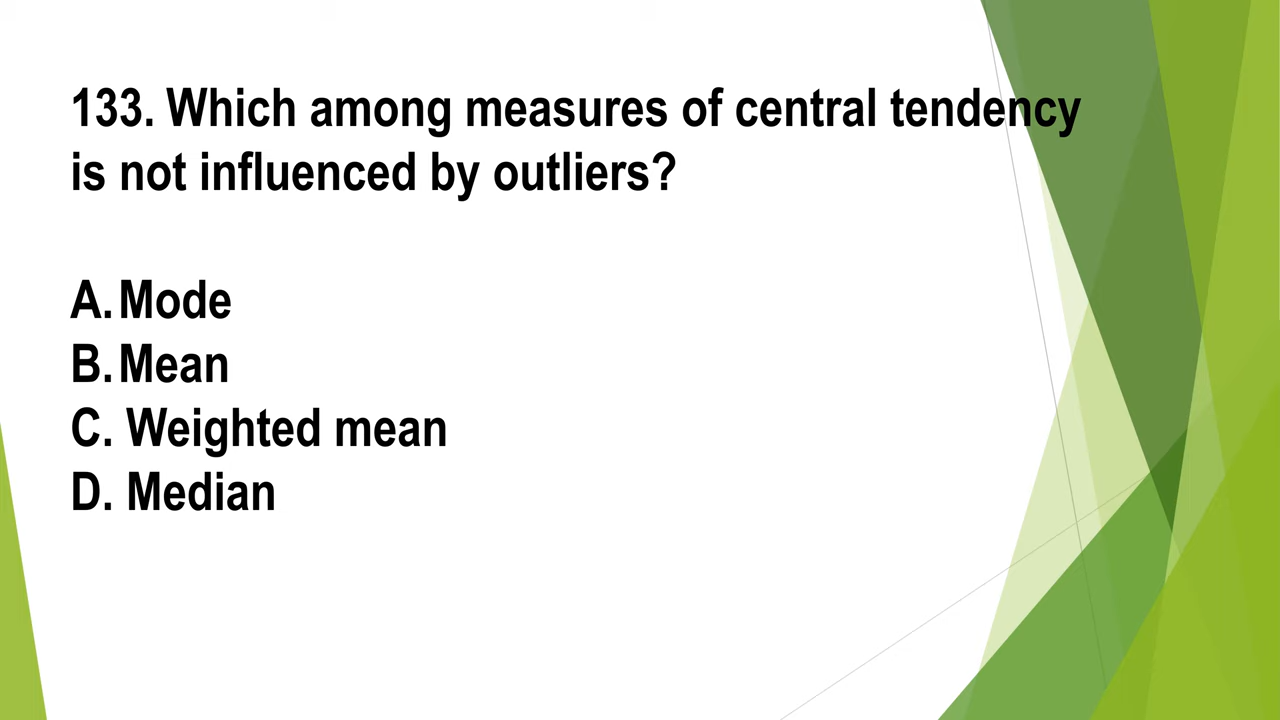 133. Which among measures of central tendency
is not influenced by outliers?
A. Mode
B. Mean
C. Weighted mean
D. Median